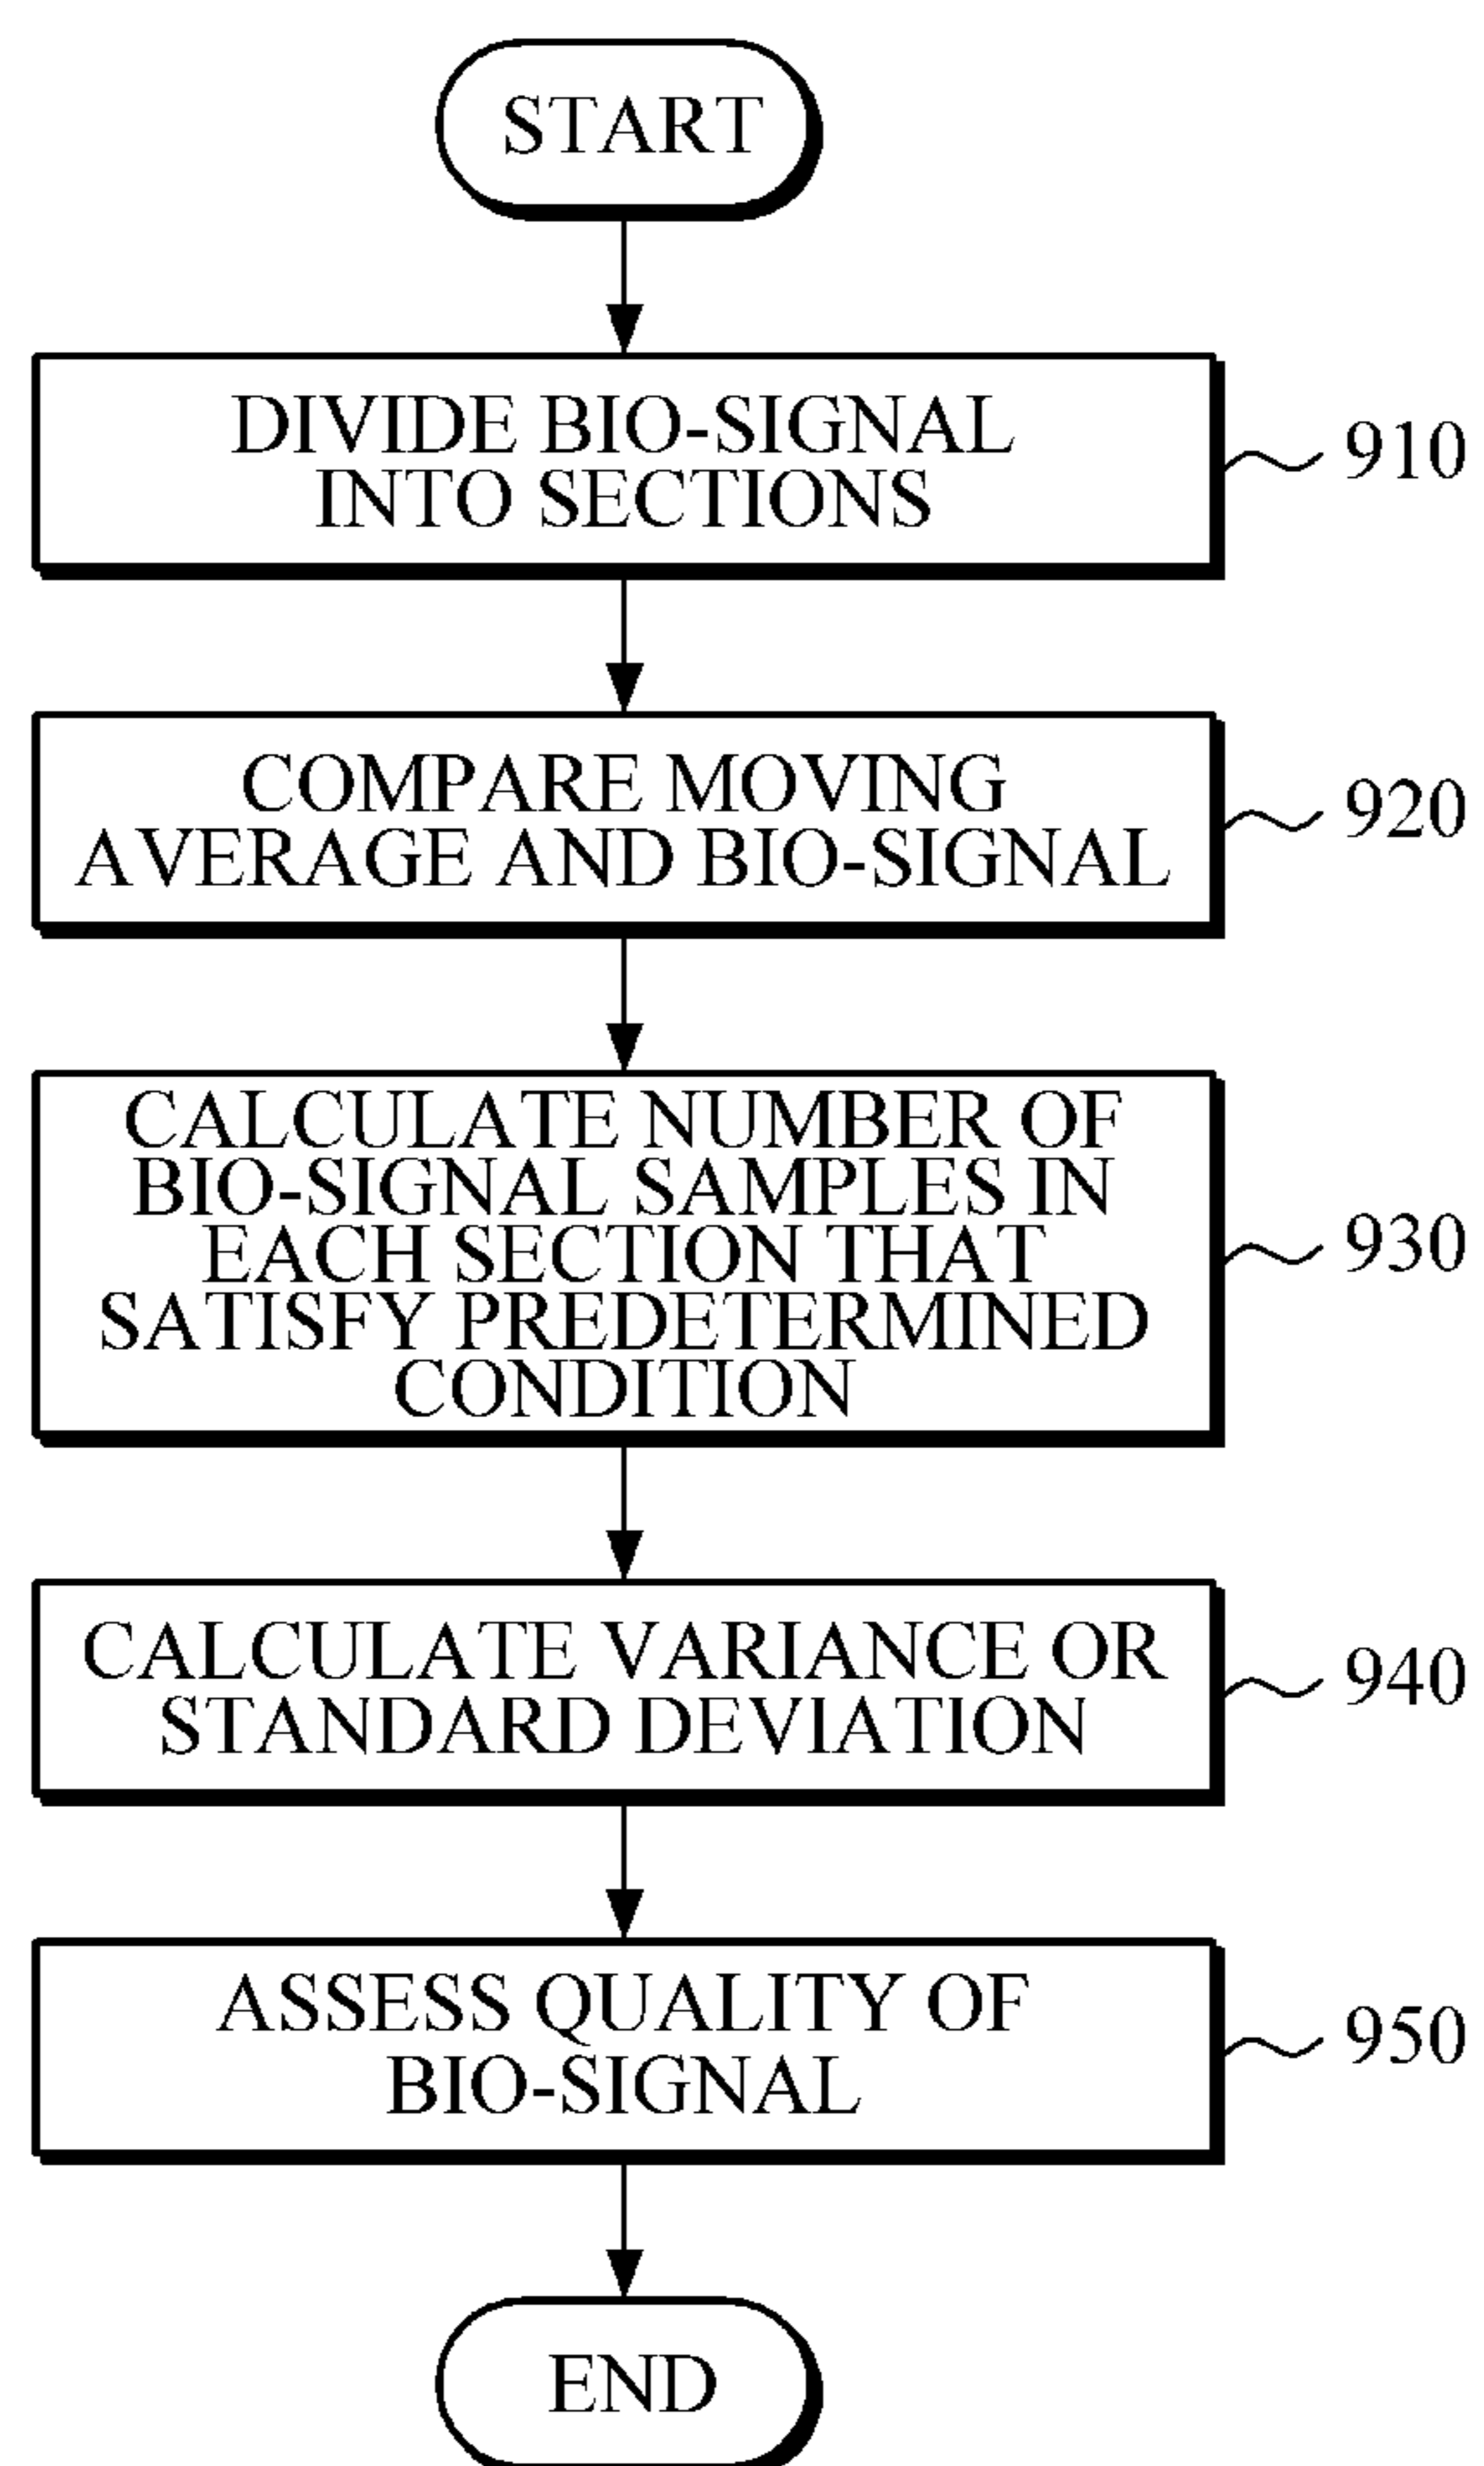 START
DIVIDE BIO-SIGNAL
INTO SECTIONS
910
COMPARE MOVING
AVERAGE AND BIO-SIGNAL
920
CALCULATE NUMBER OF
BIO-SIGNAL SAMPLES IN
EACH SECTION THAT
SATISFY PREDETERMINED
CONDITION
930
CALCULATE VARIANCE OR
STANDARD DEVIATION
940
ASSESS QUALITY OF
BIO-SIGNAL
950
END